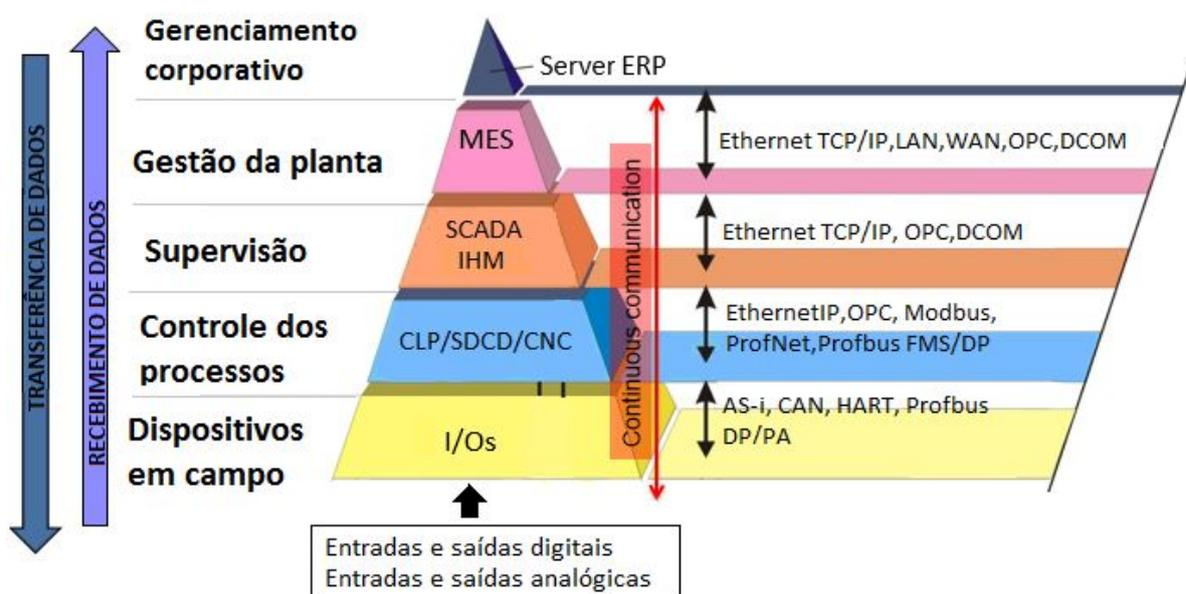 TRANSFERÊNCIA DE DADOS
RECEBIMENTO DE DADOS
Gerenciamento
corporativo
Server ERP
Gestão da planta
MES
Ethernet TCP/IP,LAN,WAN,OPC,DCOM
Supervisão
SCADA
IHM
Ethernet TCP/IP, OPC,DCOM
Continuous communication
Controle dos
processos
CLP/SDCD/CNC
EthernetIP,OPC, Modbus,
ProfNet,Profbus FMS/DP
Dispositivos
em campo
I/Os
AS-i, CAN, HART, Profbus
DP/PA
Entradas e saídas digitais
Entradas e saídas analógicas